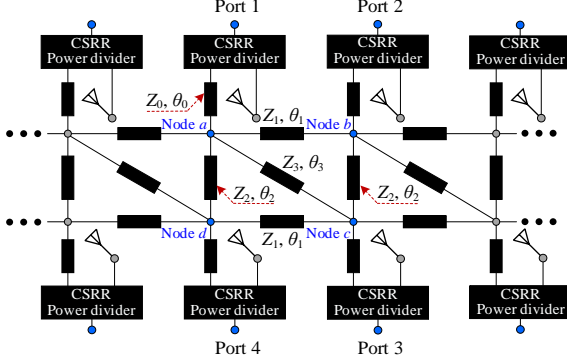 Port 1
Port 2
CSRR
Power divider
CSRR
Power divider
CSRR
Power divider
CSRR
Power divider
Z0, θ0
Z1, θ1
Node a
Node b
Z3, θ3
Z2, θ2
Z2, θ2
Node d
Z1, θ1
Node c
CSRR
Power divider
CSRR
Power divider
CSRR
Power divider
CSRR
Power divider
Port 4
Port 3